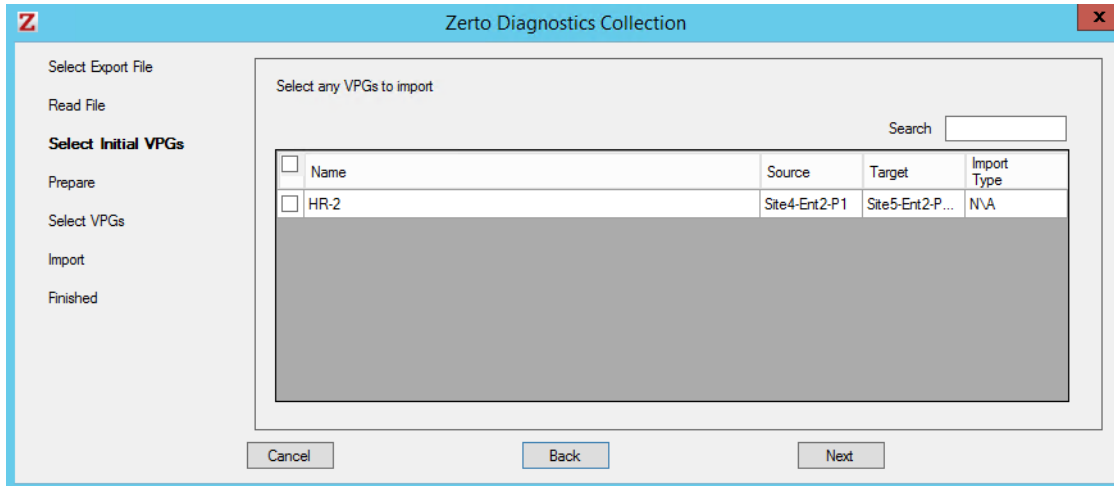 Z
Zerto Diagnostics Collection
x
Select Export File
Read File
Select Initial VPGs
Prepare
Select VPGs
Import
Finished
Select any VPGs to import
Search
Name Source Target Import Type
HR-2 Site4-Ent2-P1 Site5-Ent2-P... N\A
Cancel Back Next